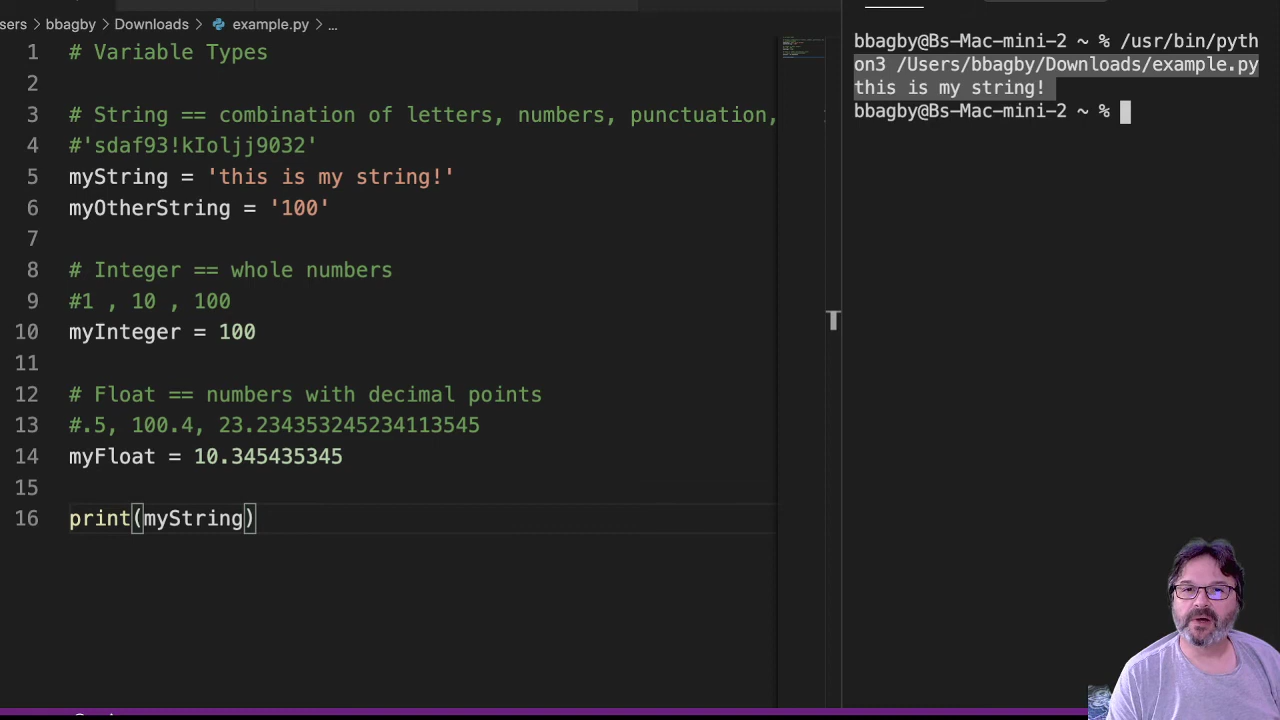 ers > bbagby > Downloads > example.py > ...
1 # Variable Types
2
3 # String == combination of letters, numbers, punctuation,
4 #'sdaf93!kIoljj9032'
5 myString = 'this is my string!'
6 myOtherString = '100'
7
8 # Integer == whole numbers
9 #1 , 10 , 100
10 myInteger = 100
11
12 # Float == numbers with decimal points
13 #.5, 100.4, 23.234353245234113545
14 myFloat = 10.345435345
15
16 print(myString)
bbagby@Bs-Mac-mini-2 ~ % /usr/bin/pyth
on3 /Users/bbagby/Downloads/example.py
this is my string!
bbagby@Bs-Mac-mini-2 ~ %